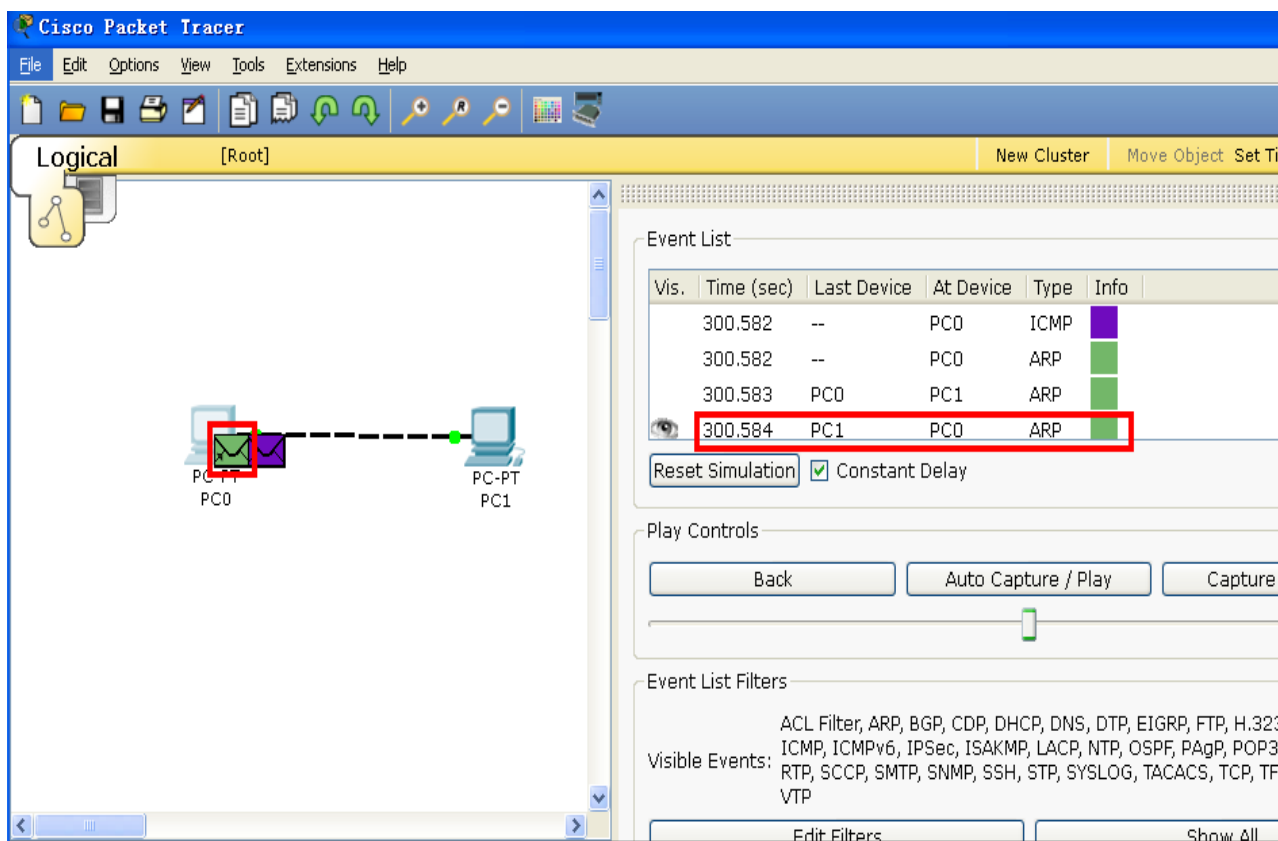 Cisco Packet Tracer
File Edit Options View Tools Extensions Help
R
Logical [Root] New Cluster Move Object Set Ti
Event List
Vis. Time (sec) Last Device At Device Type Info
300.582 -- PC0 ICMP
300.582 -- PC0 ARP
300.583 PC0 PC1 ARP
300.584 PC1 PC0 ARP
Reset Simulation Constant Delay
PC-PT
PC0
PC-PT
PC1
Play Controls
Back Auto Capture / Play Capture
Event List Filters
Visible Events:
ACL Filter, ARP, BGP, CDP, DHCP, DNS, DTP, EIGRP, FTP, H.323
ICMP, ICMPv6, IPSec, ISAKMP, LACP, NTP, OSPF, PAgP, POP3
RTP, SCCP, SMTP, SNMP, SSH, STP, SYSLOG, TACACS, TCP, TF
VTP
Edit Filters Show All